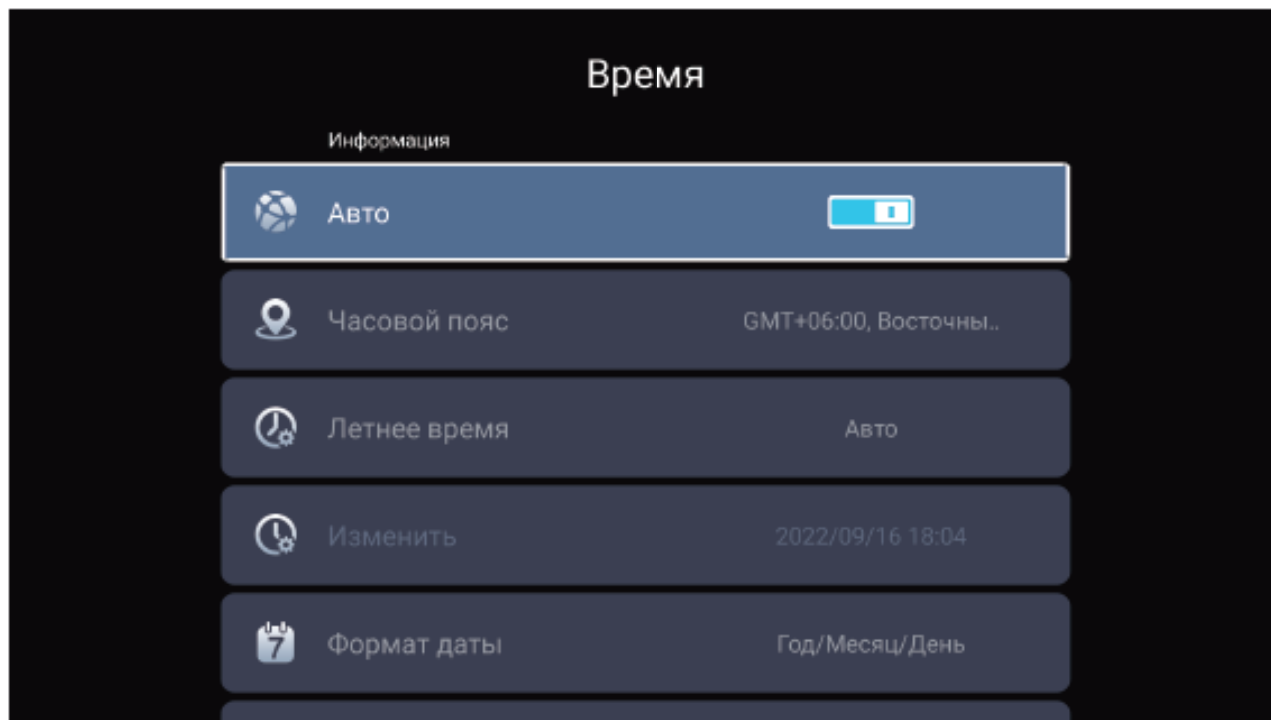 Время
Информация
Авто
Часовой пояс GMT+06:00, Восточны..
Летнее время Авто
Изменить 2022/09/16 18:04
7 Формат даты Год/Месяц/День